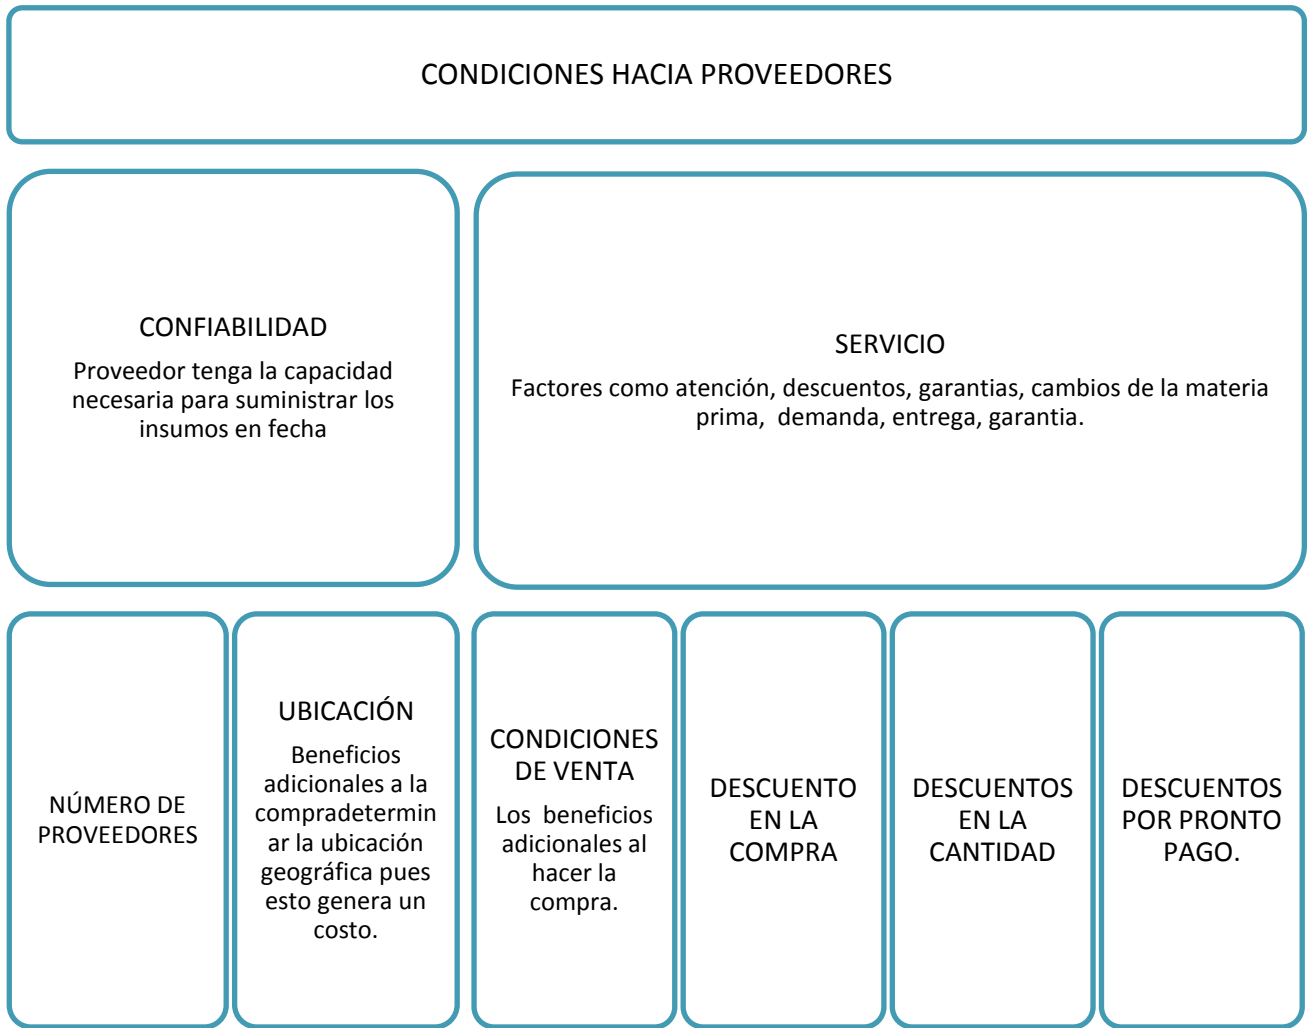 CONDICIONES HACIA PROVEEDORES
CONFIABILIDAD
Proveedor tenga la capacidad
necesaria para suministrar los
insumos en fecha
SERVICIO
Factores como atención, descuentos, garantias, cambios de la materia
prima,  demanda, entrega, garantia.
NÚMERO DE
PROVEEDORES
UBICACIÓN
Beneficios
adicionales a la
compradetermin
ar la ubicación
geográfica pues
esto genera un
costo.
CONDICIONES
DE VENTA
Los  beneficios
adicionales al
hacer la
compra.
DESCUENTO
EN LA
COMPRA
DESCUENTOS
EN LA
CANTIDAD
DESCUENTOS
POR PRONTO
PAGO.